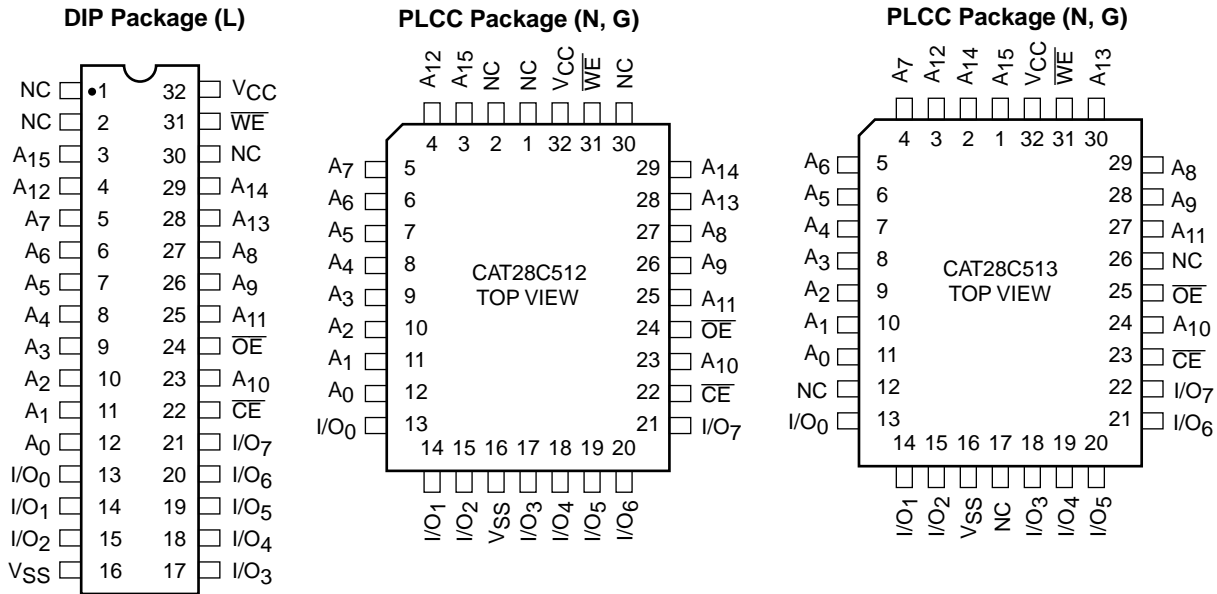 DIP Package (L)
NC 1 32 VCC
NC 2 31 WE
A15 3 30 NC
A12 4 29 A14
A7 5 28 A13
A6 6 27 A8
A5 7 26 A9
A4 8 25 A11
A3 9 24 OE
A2 10 23 A10
A1 11 22 CE
A0 12 21 I/O7
I/O0 13 20 I/O6
I/O1 14 19 I/O5
I/O2 15 18 I/O4
VSS 16 17 I/O3
PLCC Package (N, G)
A12 A15 NC NC VCC WE NC
4 3 2 1 32 31 30
A7 5 29 A14
A6 6 28 A13
A5 7 27 A8
A4 8 26 A9
CAT28C512
TOP VIEW
A3 9 25 A11
A2 10 24 OE
A1 11 23 A10
A0 12 22 CE
I/O0 13 21 I/O7
14 15 16 17 18 19 20
I/O1 I/O2 VSS I/O3 I/O4 I/O5 I/O6
PLCC Package (N, G)
A7 A12 A14 A15 VCC WE A13
4 3 2 1 32 31 30
A6 5 29 A8
A5 6 28 A9
A4 7 27 A11
A3 8 26 NC
CAT28C513
TOP VIEW
A2 9 25 OE
A1 10 24 A10
A0 11 23 CE
NC 12 22 I/O7
I/O0 13 21 I/O6
14 15 16 17 18 19 20
I/O1 I/O2 VSS NC I/O3 I/O4 I/O5